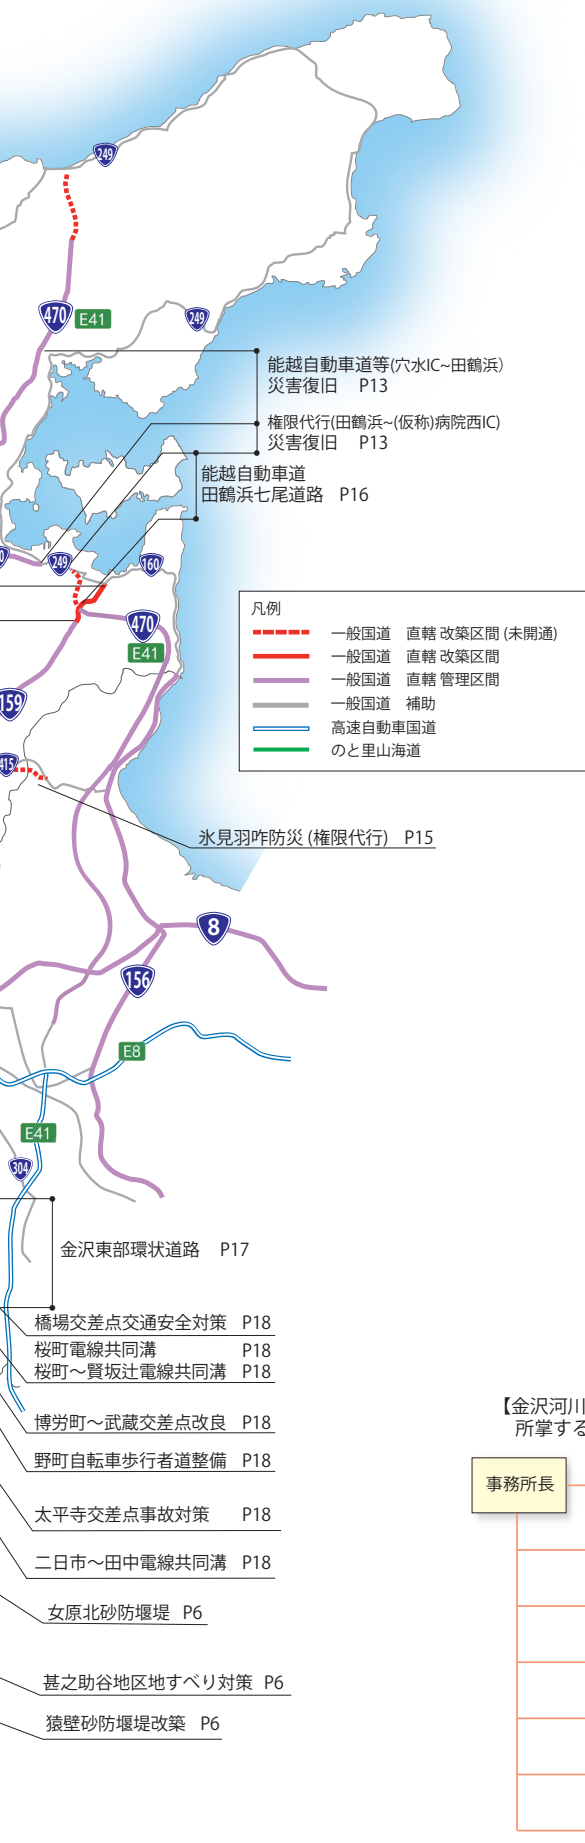 249
470
E41
249
能越自動車道等(穴水IC~田鶴浜)
災害復旧 P13
権限代行(田鶴浜~(仮称)病院西IC)
災害復旧 P13
能越自動車道
田鶴浜七尾道路 P16
249
160
470
E41
凡例
一般国道 直轄 改築区間 (未開通)
一般国道 直轄 改築区間
一般国道 直轄 管理区間
一般国道 補助
高速自動車国道
のと里山海道
159
415
氷見羽咋防災 (権限代行) P15
8
156
E8
E41
304
金沢東部環状道路 P17
橋場交差点交通安全対策 P18
桜町電線共同溝 P18
桜町～賢坂辻電線共同溝 P18
博労町～武蔵交差点改良 P18
野町自転車歩行者道整備 P18
太平寺交差点事故対策 P18
二日市～田中電線共同溝 P18
女原北砂防堰堤 P6
甚之助谷地区地すべり対策 P6
猿壁砂防堰堤改築 P6
【金沢河川
所掌する
事務所長